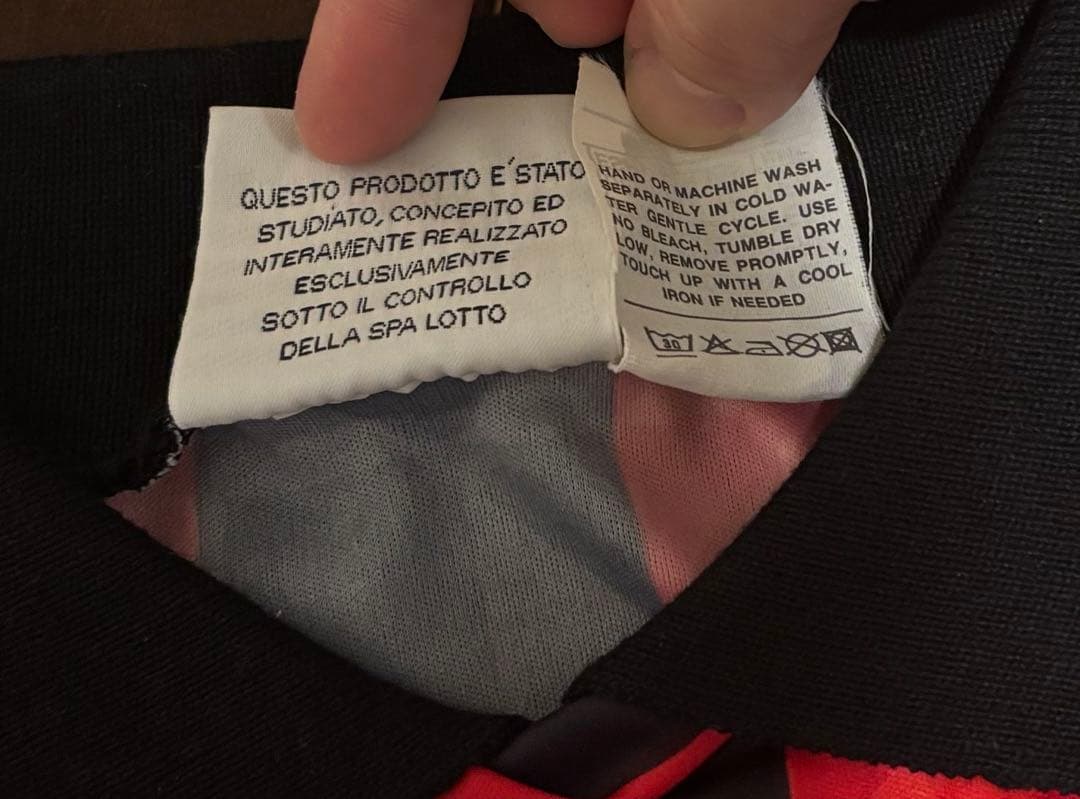 QUESTO PRODOTTO E´STATO
STUDIATO, CONCEPITO ED
INTERAMENTE REALIZZATO
ESCLUSIVAMENTE
SOTTO IL CONTROLLO
DELLA SPA LOTTO
HAND OR MACHINE WASH
SEPARATELY IN COLD WA-
TER GENTLE CYCLE. USE
NO BLEACH, TUMBLE DRY
LOW, REMOVE PROMPTLY,
TOUCH UP WITH A COOL
IRON IF NEEDED
30